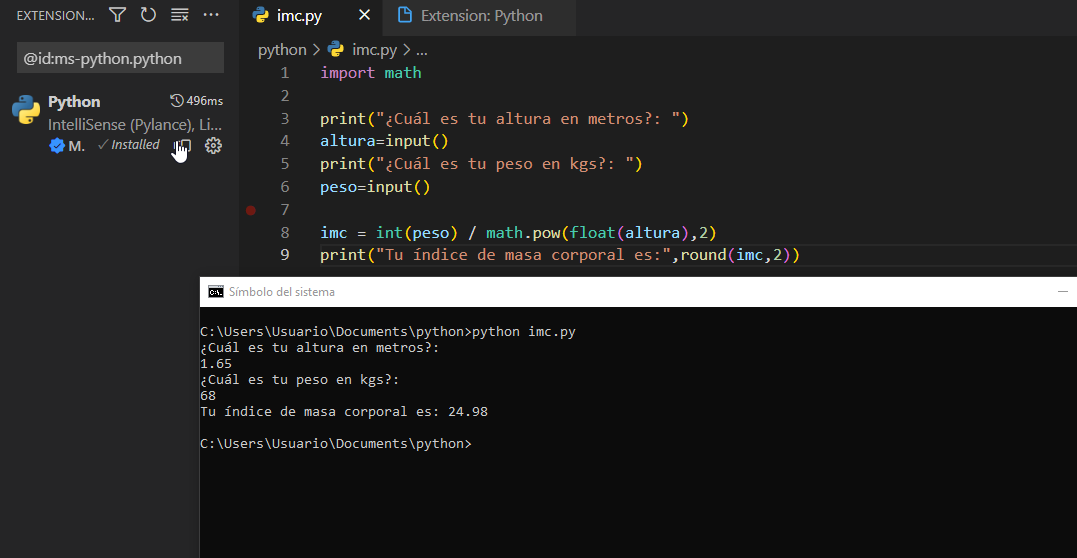 EXTENSION...
@id:ms-python.python
Python 496ms
IntelliSense (Pylance), Li...
M. ✓ Installed
imc.py Extension: Python
python > imc.py > ...
1 import math
2
3 print("¿Cuál es tu altura en metros?: ")
4 altura=input()
5 print("¿Cuál es tu peso en kgs?: ")
6 peso=input()
7
8 imc = int(peso) / math.pow(float(altura),2)
9 print("Tu índice de masa corporal es:",round(imc,2))
C:\. Símbolo del sistema
C:\Users\Usuario\Documents\python>python imc.py
¿Cuál es tu altura en metros?:
1.65
¿Cuál es tu peso en kgs?:
68
Tu índice de masa corporal es: 24.98
C:\Users\Usuario\Documents\python>